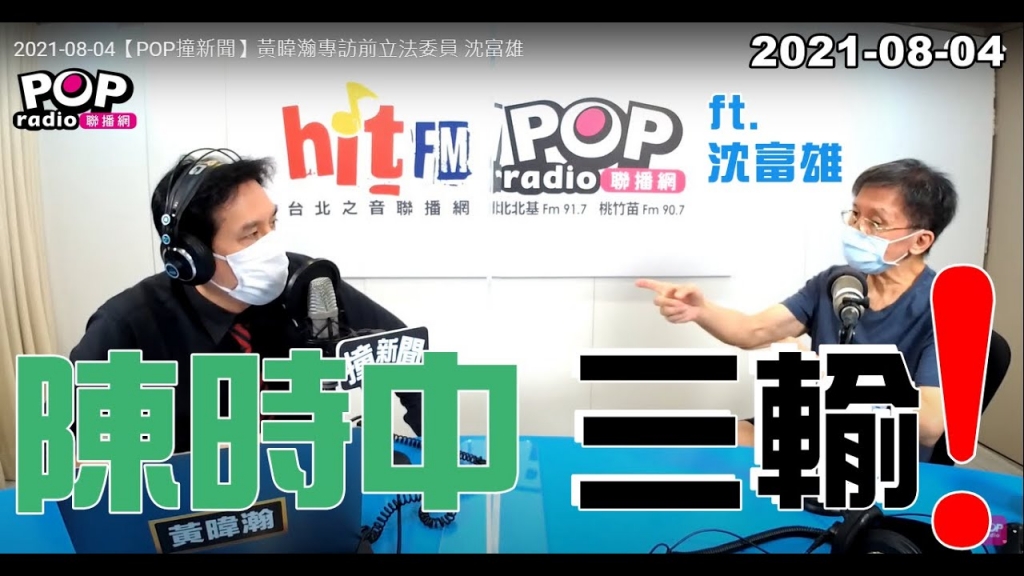 2021-08-04【POP撞新聞】黃暐瀚專訪前立法委員 沈富雄
2021-08-04
POP
radio 聯播網
hit FM
台北之音聯播網
POP
radio 聯播網
北北基 Fm 91.7 桃竹苗 Fm 90.7
ft.
沈富雄
撞新聞
陳時中 三輸!
黃暐瀚
POP